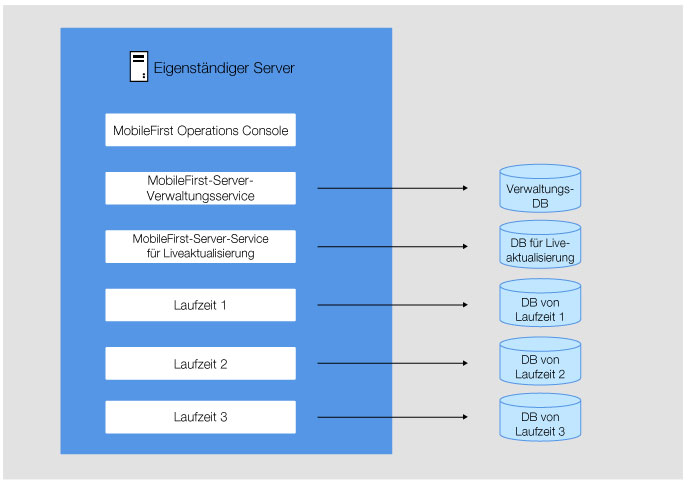 Eigenständiger Server
MobileFirst Operations Console
MobileFirst-Server-
Verwaltungsservice
Verwaltungs-
DB
MobileFirst-Server-Service
für Liveaktualisierung
DB für Live-
aktualisierung
Laufzeit 1
DB von
Laufzeit 1
Laufzeit 2
DB von
Laufzeit 2
Laufzeit 3
DB von
Laufzeit 3